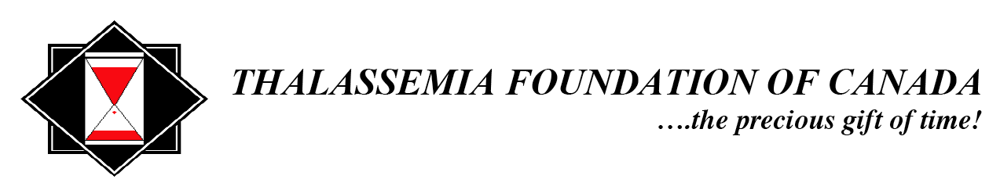 THALASSEMIA FOUNDATION OF CANADA
….the precious gift of time!